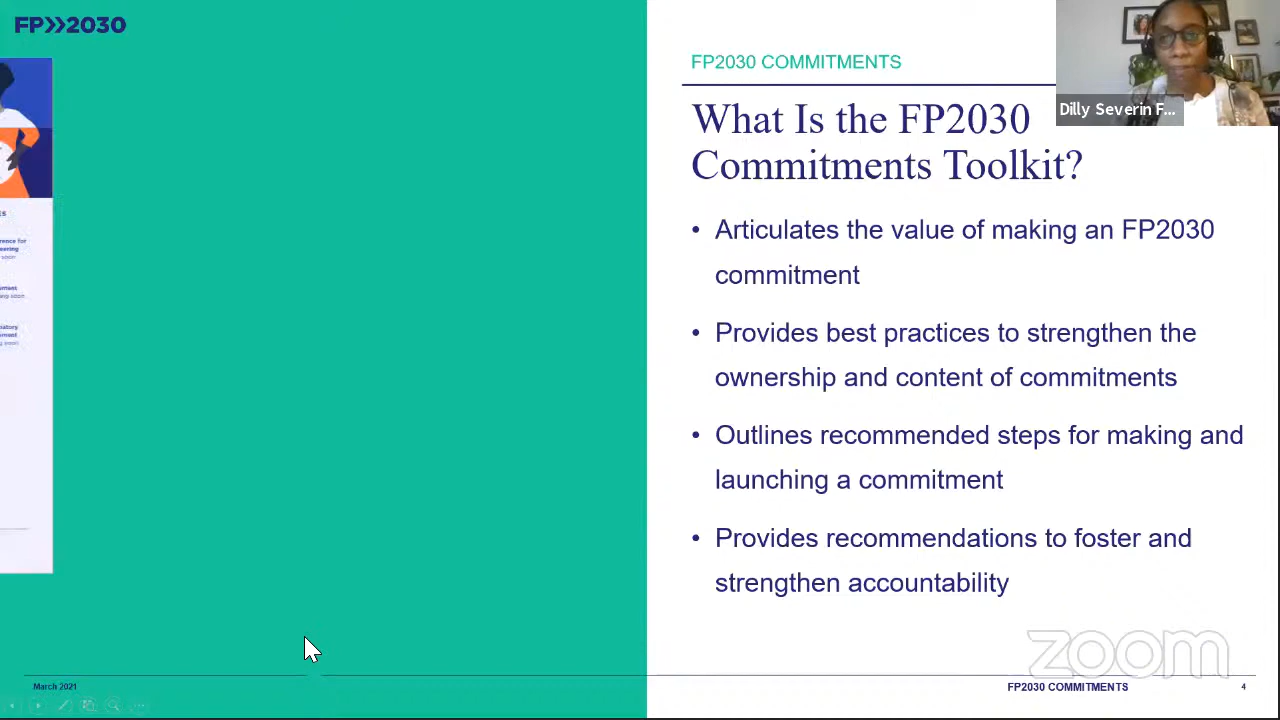 FP»2030
FP2030 COMMITMENTS
Dilly Severin F...
What Is the FP2030
Commitments Toolkit?
• Articulates the value of making an FP2030
commitment
• Provides best practices to strengthen the
ownership and content of commitments
• Outlines recommended steps for making and
launching a commitment
• Provides recommendations to foster and
strengthen accountability
zoom
March 2021
FP2030 COMMITMENTS
4